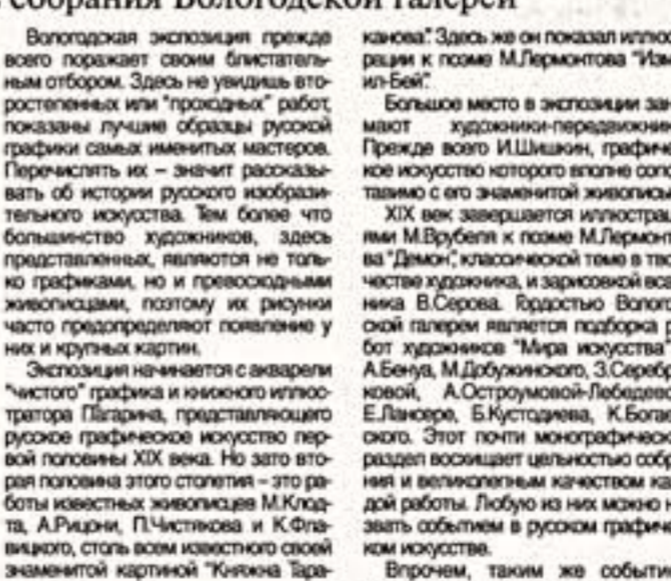 собрания Вологодской галереи
Вологодская экспозиция прежде
всего поражает своим блистатель-
ным отбором. Здесь не увидишь вто-
ростепенных или "проходных" работ,
показаны лучшие образцы русской
графики самых именитых мастеров.
Перечислять их – значит рассказы-
вать об истории русского изобрази-
тельного искусства. Тем более что
большинство художников, здесь
представленных, являются не толь-
ко графиками, но и превосходными
живописцами, поэтому их рисунки
часто предопределяют появление у
них и крупных картин.
Экспозиция начинается с акварели
"чистого" графика и книжного иллюс-
тратора Гагарина, представляющего
русское графическое искусство пер-
вой половины XIX века. Но зато вто-
рая половина этого столетия – это ра-
боты известных живописцев М.Клод-
та, А.Риццони, П.Чистякова и К.Фла-
вицкого, столь всем известного своей
знаменитой картиной "Княжна Тара-
канова". Здесь же он показал иллюс
рации к поэме М.Лермонтова "Изм
ил-Бей".
Большое место в экспозиции за
мают художники-передвижни
Прежде всего И.Шишкин, графиче
кое искусство которого вполне сопо
тавимо с его знаменитой живопись
XIX век завершается иллюстра
ями М.Врубеля к поэме М.Лермонт
ва "Демон", классической теме в тво
честве художника, и зарисовкой вса
ника В.Серова. Гордостью Волог
ской галереи является подборка
бот художников "Мира искусства"
А.Бенуа, М.Добужинского, З.Серебр
ковой, А.Остроумовой-Лебедево
Е.Лансере, Б.Кустодиева, К.Бога
ского. Этот почти монографическ
раздел восхищает цельностью собр
ния и великолепным качеством ка
дой работы. Любую из них можно н
звать событием в русском графиче
ком искусстве.
Впрочем, таким же событи